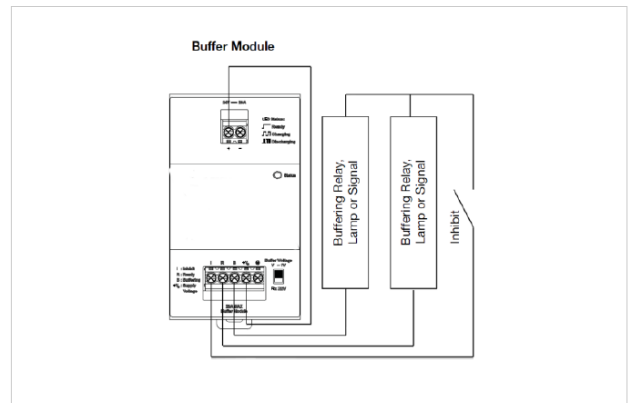 Buffer Module
Status
Ready
Charging
Discharging
+ -
Status
I R B
Buffer Voltage
I : Inhibit
R : Ready
B : Buffering
: Supply
Voltage
Buffer Module
Buffering Relay,
Lamp or Signal
Buffering Relay,
Lamp or Signal
Inhibit